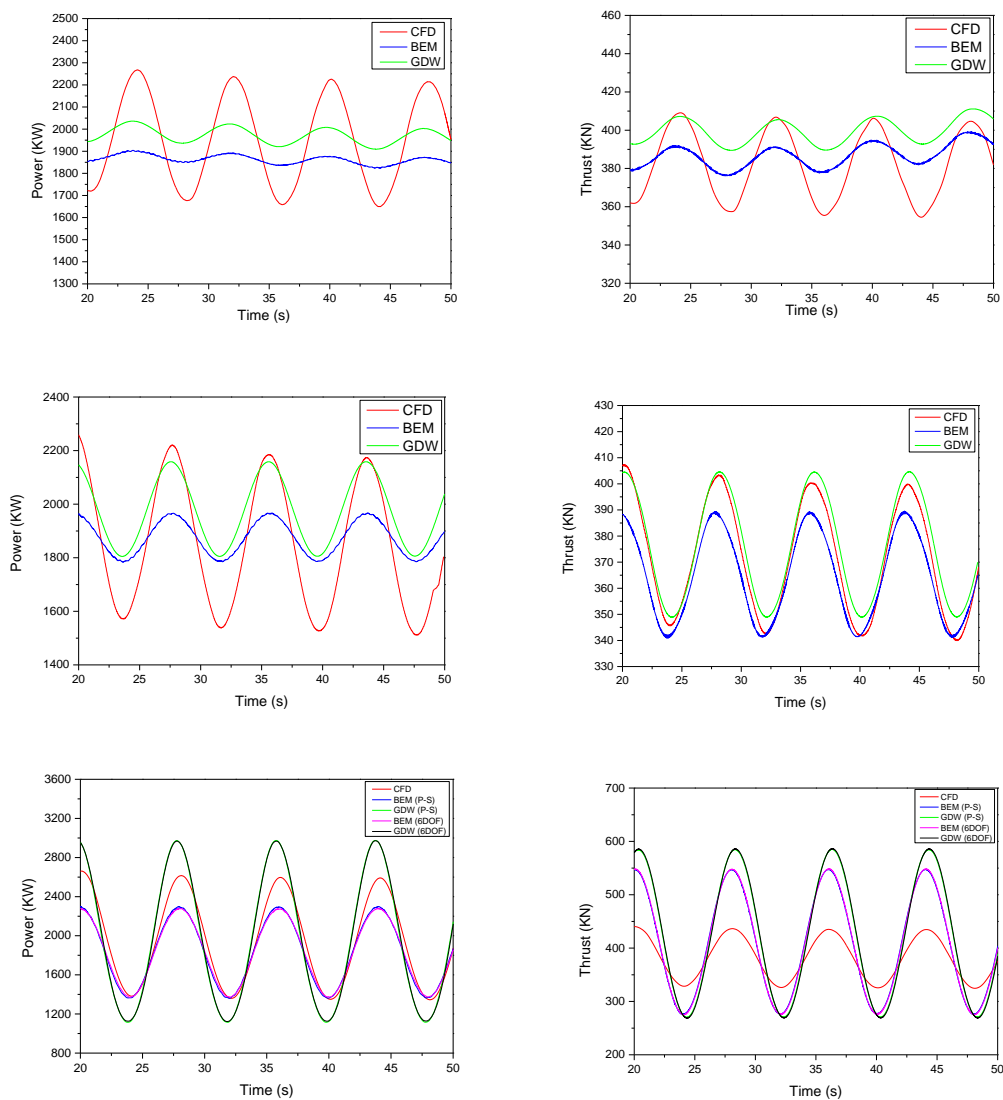 2500
2400
2300
2200
2100
2000
1900
1800
1700
1600
1500
1400
1300
Power (KW)
20 25 30 35 40 45 50
Time (s)
CFD
BEM
GDW
460
440
420
400
380
360
340
320
Thrust (KN)
20 25 30 35 40 45 50
Time (s)
CFD
BEM
GDW
2400
2200
2000
1800
1600
1400
Power (KW)
20 25 30 35 40 45 50
Time (s)
CFD
BEM
GDW
430
420
410
400
390
380
370
360
350
340
330
Thrust (KN)
20 25 30 35 40 45 50
Time (s)
CFD
BEM
GDW
3600
3200
2800
2400
2000
1600
1200
800
Power (KW)
20 25 30 35 40 45 50
Time (s)
CFD
BEM (P-S)
GDW (P-S)
BEM (6DOF)
GDW (6DOF)
700
600
500
400
300
200
Thrust (KN)
20 25 30 35 40 45 50
Time (s)
CFD
BEM (P-S)
GDW (P-S)
BEM (6DOF)
GDW (6DOF)